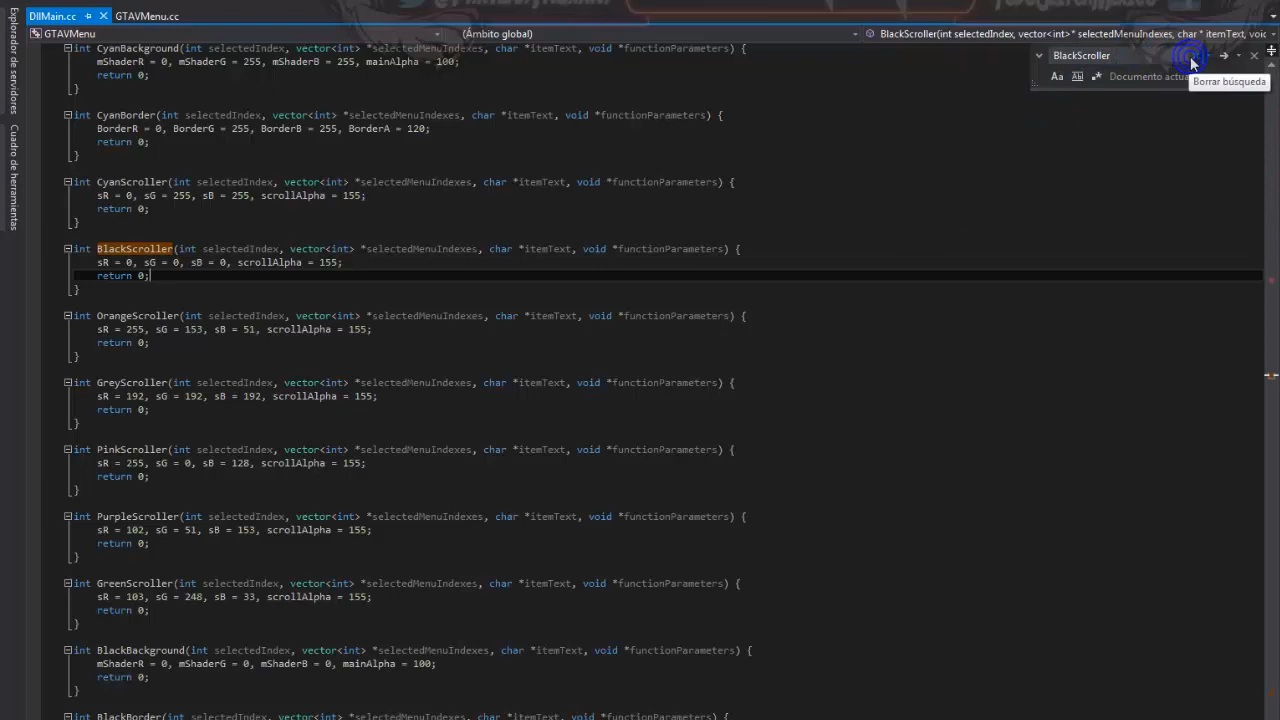 DllMain.cc GTAVMenu.cc
GTAVMenu (Ámbito global) BlackScroller(int selectedIndex, vector<int>* selectedMenuIndexes, char * itemText, voic
Explorador de servidores
Cuadro de herramientas
BlackScroller
Aa Documento actua
Borrar búsqueda
int CyanBackground(int selectedIndex, vector<int> *selectedMenuIndexes, char *itemText, void *functionParameters) {
mShaderR = 0, mShaderG = 255, mShaderB = 255, mainAlpha = 100;
return 0;
}
int CyanBorder(int selectedIndex, vector<int> *selectedMenuIndexes, char *itemText, void *functionParameters) {
BorderR = 0, BorderG = 255, BorderB = 255, BorderA = 120;
return 0;
}
int CyanScroller(int selectedIndex, vector<int> *selectedMenuIndexes, char *itemText, void *functionParameters) {
sR = 0, sG = 255, sB = 255, scrollAlpha = 155;
return 0;
}
int BlackScroller(int selectedIndex, vector<int> *selectedMenuIndexes, char *itemText, void *functionParameters) {
sR = 0, sG = 0, sB = 0, scrollAlpha = 155;
return 0;
}
int OrangeScroller(int selectedIndex, vector<int> *selectedMenuIndexes, char *itemText, void *functionParameters) {
sR = 255, sG = 153, sB = 51, scrollAlpha = 155;
return 0;
}
int GreyScroller(int selectedIndex, vector<int> *selectedMenuIndexes, char *itemText, void *functionParameters) {
sR = 192, sG = 192, sB = 192, scrollAlpha = 155;
return 0;
}
int PinkScroller(int selectedIndex, vector<int> *selectedMenuIndexes, char *itemText, void *functionParameters) {
sR = 255, sG = 0, sB = 128, scrollAlpha = 155;
return 0;
}
int PurpleScroller(int selectedIndex, vector<int> *selectedMenuIndexes, char *itemText, void *functionParameters) {
sR = 102, sG = 51, sB = 153, scrollAlpha = 155;
return 0;
}
int GreenScroller(int selectedIndex, vector<int> *selectedMenuIndexes, char *itemText, void *functionParameters) {
sR = 103, sG = 248, sB = 33, scrollAlpha = 155;
return 0;
}
int BlackBackground(int selectedIndex, vector<int> *selectedMenuIndexes, char *itemText, void *functionParameters) {
mShaderR = 0, mShaderG = 0, mShaderB = 0, mainAlpha = 100;
return 0;
}
int BlackBorder(int selectedIndex, vector<int> *selectedMenuIndexes, char *itemText, void *functionParameters) {